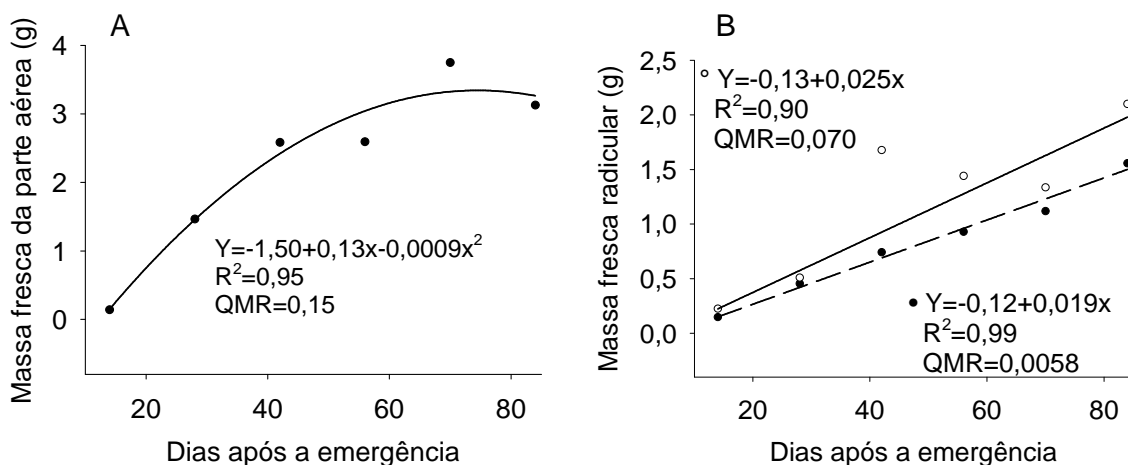 A
Massa fresca da parte aérea (g)
4
3
2
1
0
Y=-1,50+0,13x-0,0009x²
R²=0,95
QMR=0,15
20 40 60 80
Dias após a emergência
B
Massa fresca radicular (g)
2,5
2,0
1,5
1,0
0,5
0,0
Y=-0,13+0,025x
R²=0,90
QMR=0,070
Y=-0,12+0,019x
R²=0,99
QMR=0,0058
20 40 60 80
Dias após a emergência